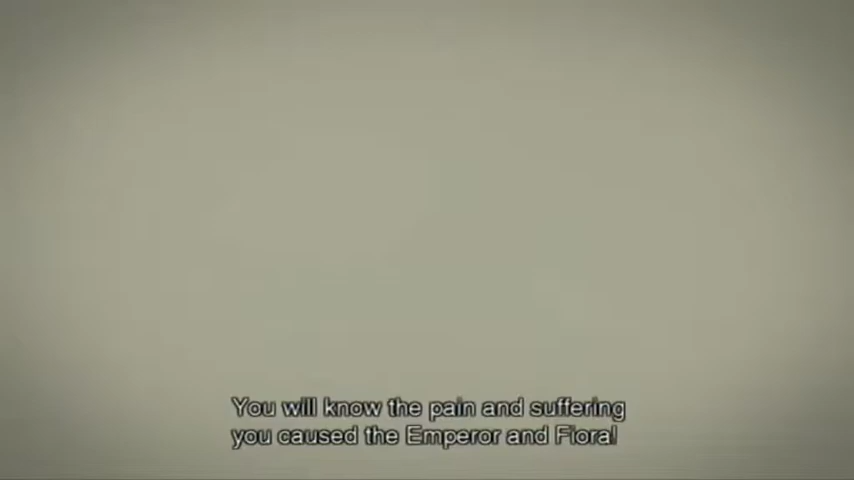 You will know the pain and suffering
you caused the Emperor and Fiora!